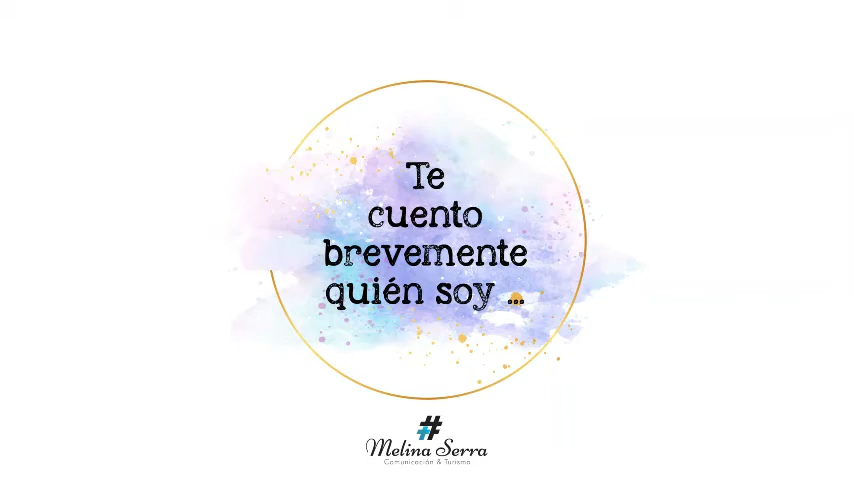 Te
cuento
brevemente
quién soy ...
#
Melina Serra
Comunicación & Turismo